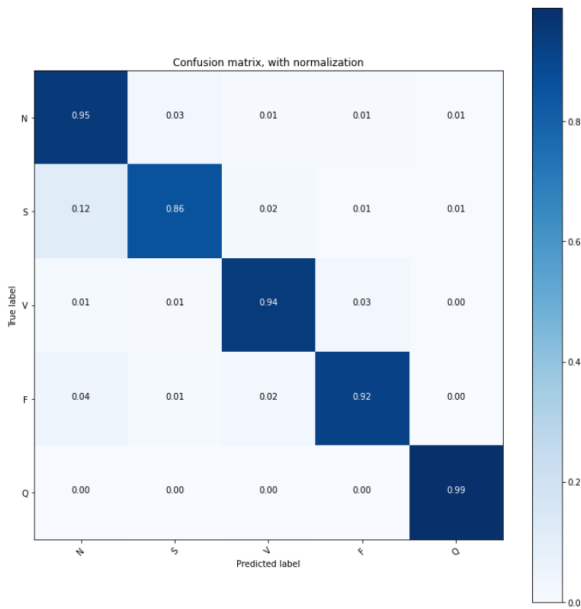 Confusion matrix, with normalization
N 0.95 0.03 0.01 0.01 0.01
S 0.12 0.86 0.02 0.01 0.01
V 0.01 0.01 0.94 0.03 0.00
F 0.04 0.01 0.02 0.92 0.00
Q 0.00 0.00 0.00 0.00 0.99
N S V F Q
True label
Predicted label
0.8
0.6
0.4
0.2
0.0